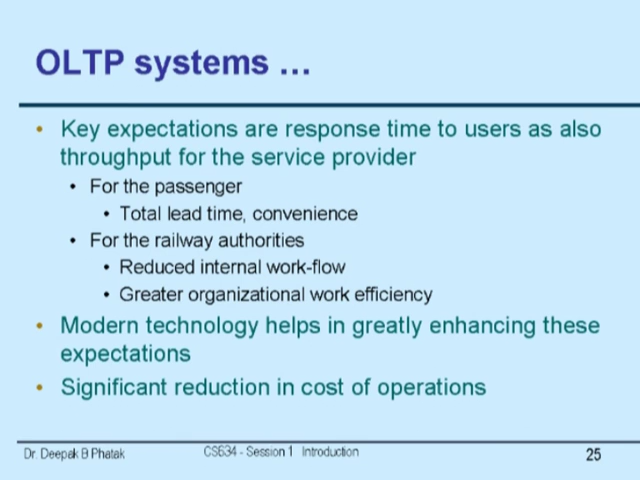 OLTP systems ...
• Key expectations are response time to users as also
throughput for the service provider
• For the passenger
• Total lead time, convenience
• For the railway authorities
• Reduced internal work-flow
• Greater organizational work efficiency
• Modern technology helps in greatly enhancing these
expectations
• Significant reduction in cost of operations
Dr. Deepak B Phatak CS634 - Session 1 Introduction 25